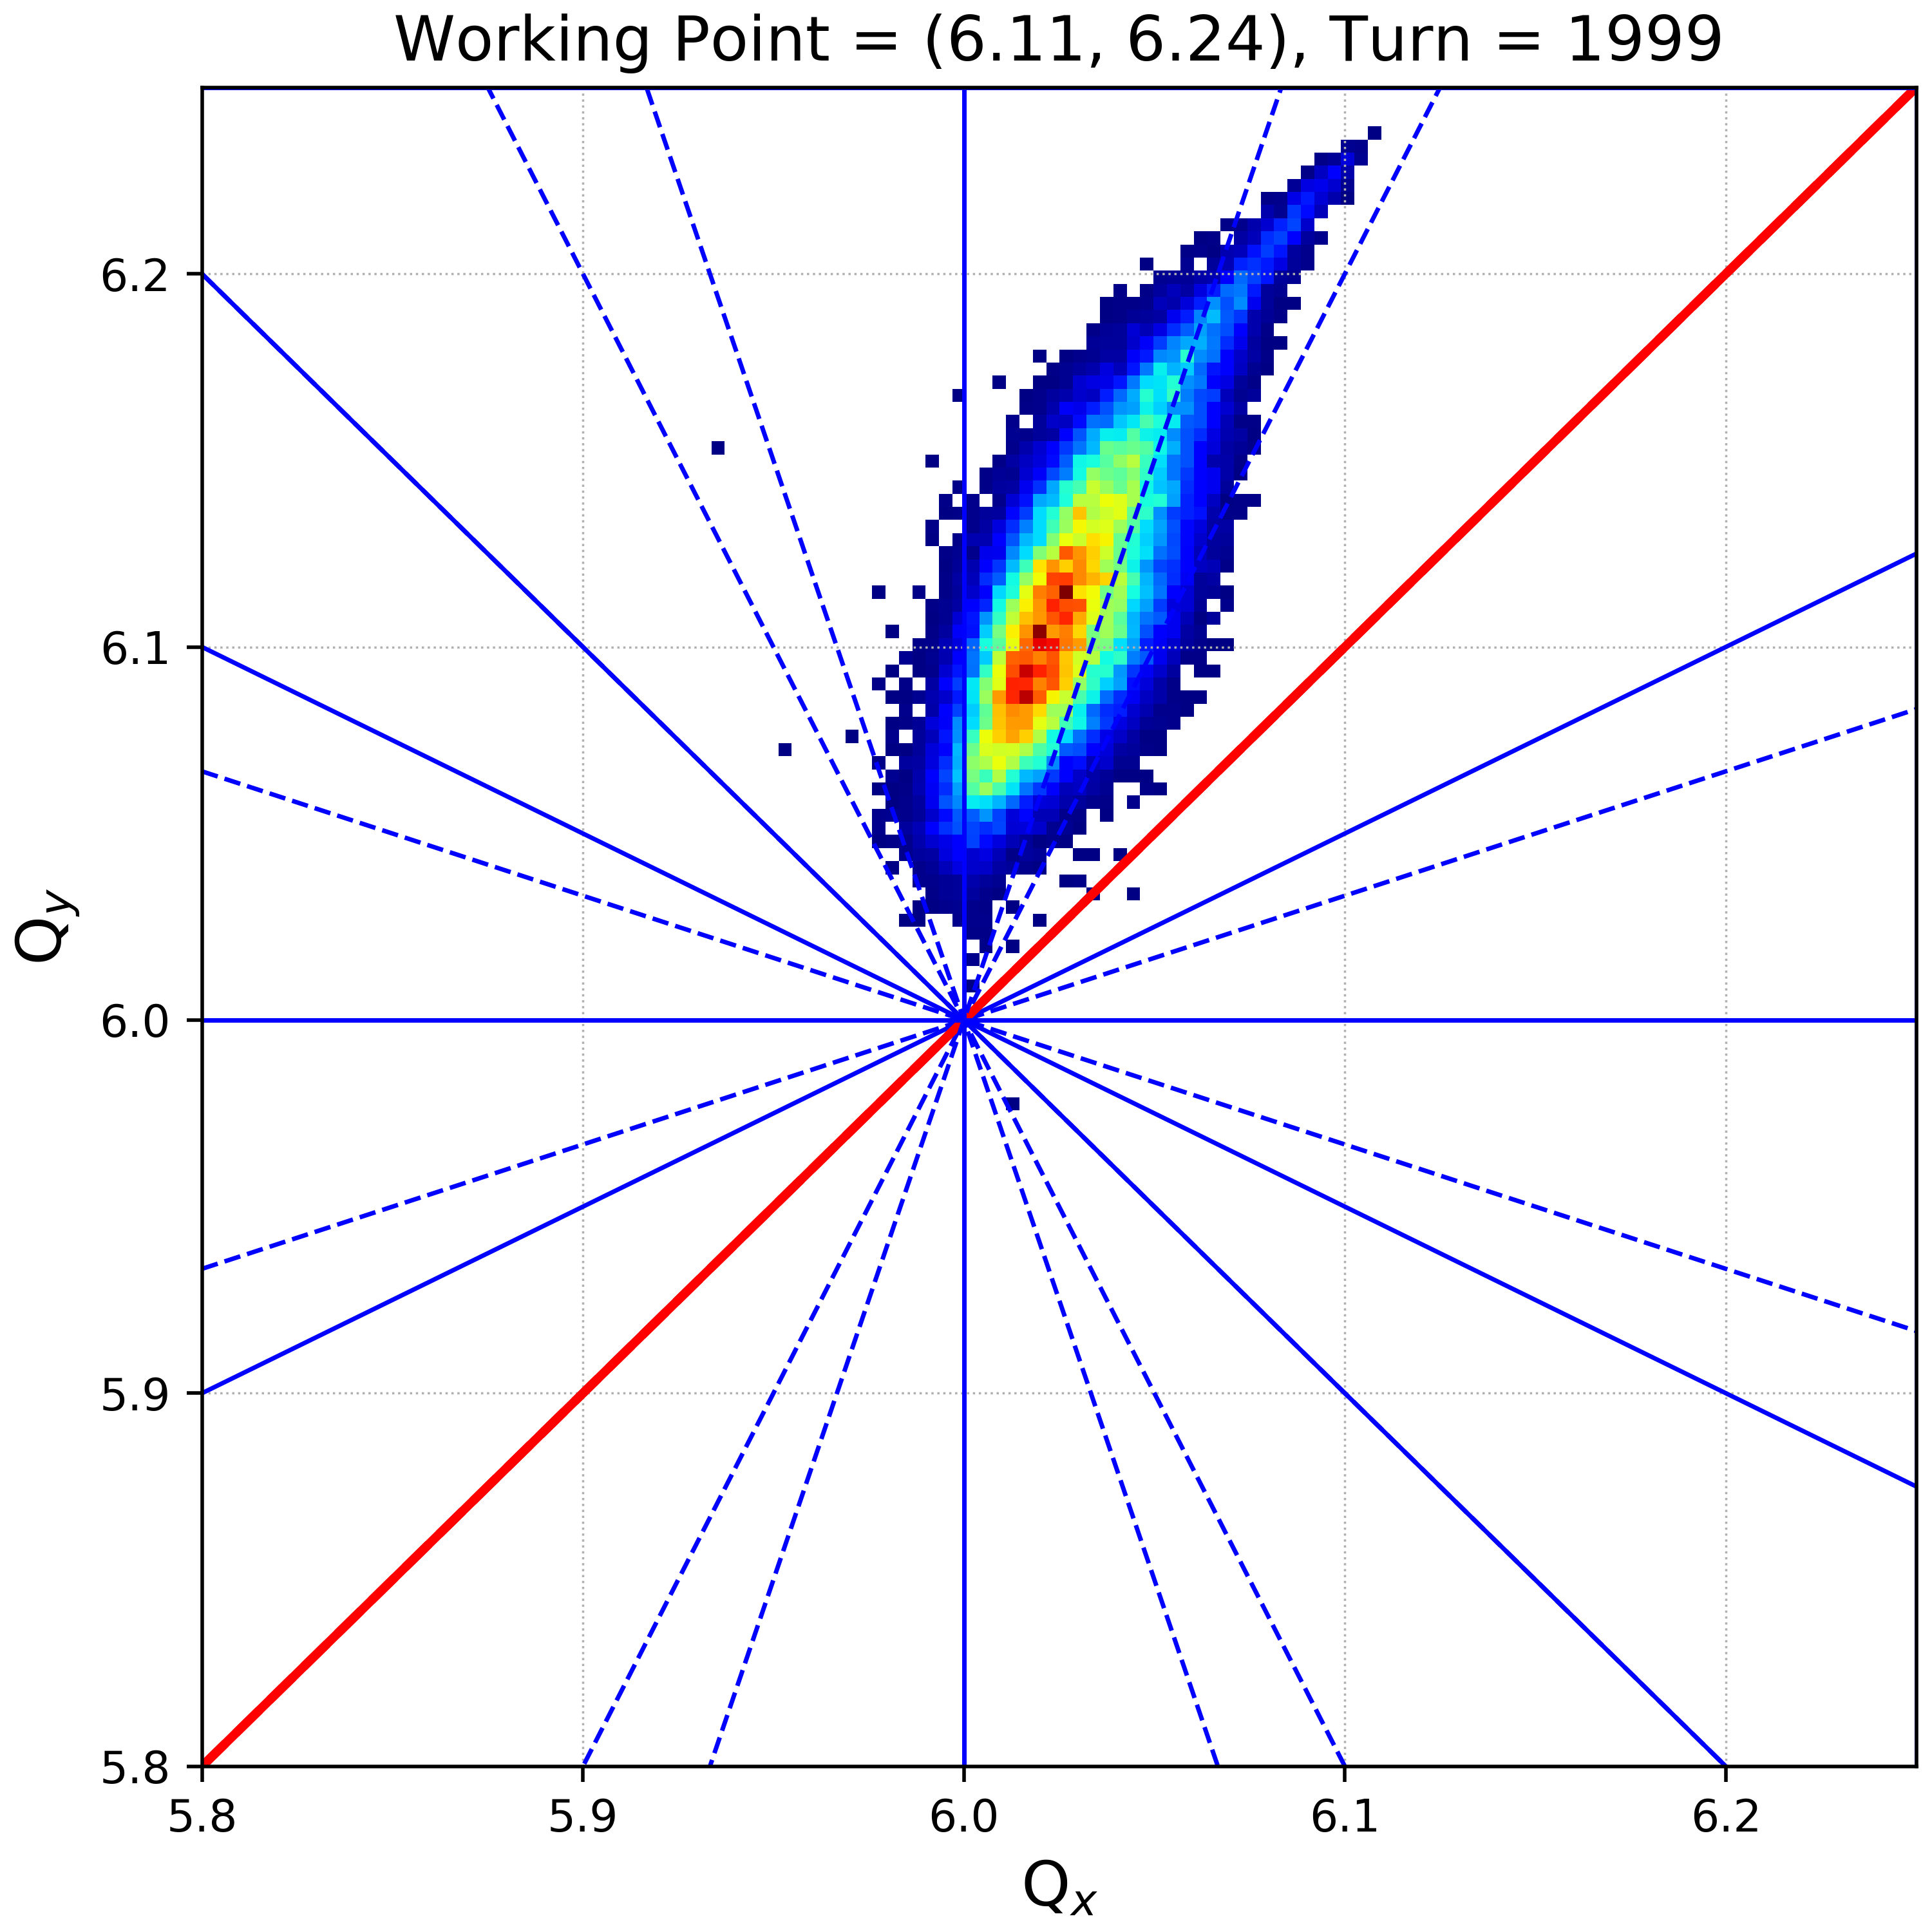 Working Point = (6.11, 6.24), Turn = 1999
6.2
6.1
6.0
5.9
5.8
Qy
5.8 5.9 6.0 6.1 6.2
Qx